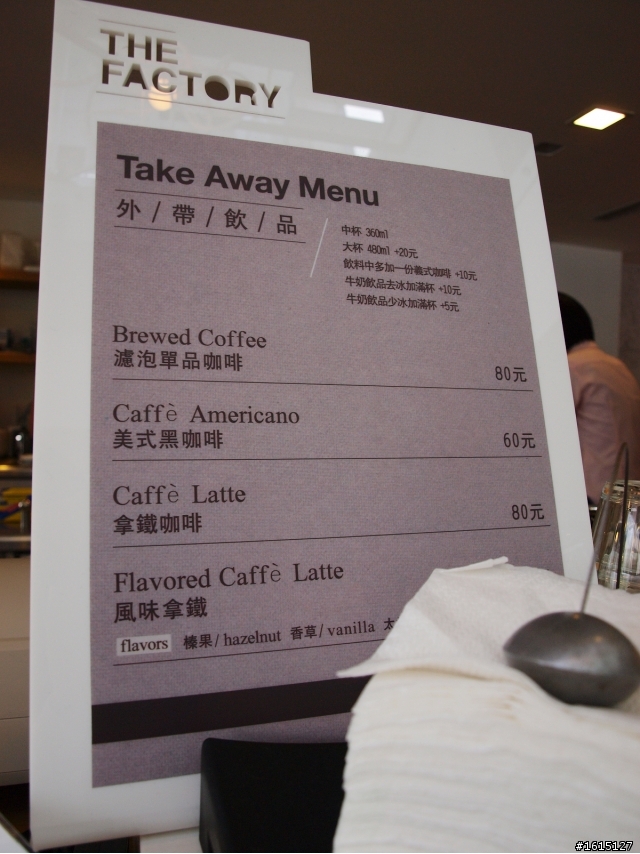 THE
FACTORY
Take Away Menu
外 / 帶 / 飲 / 品
中杯 360ml
大杯 480ml +20元
飲料中多加一份義式咖啡 +10元
牛奶飲品去冰加滿杯 +10元
牛奶飲品少冰加滿杯 +5元
Brewed Coffee
濾泡單品咖啡 80元
Caffè Americano
美式黑咖啡 60元
Caffè Latte
拿鐵咖啡 80元
Flavored Caffè Latte
風味拿鐵
flavors 榛果/ hazelnut 香草/ vanilla
#1615127